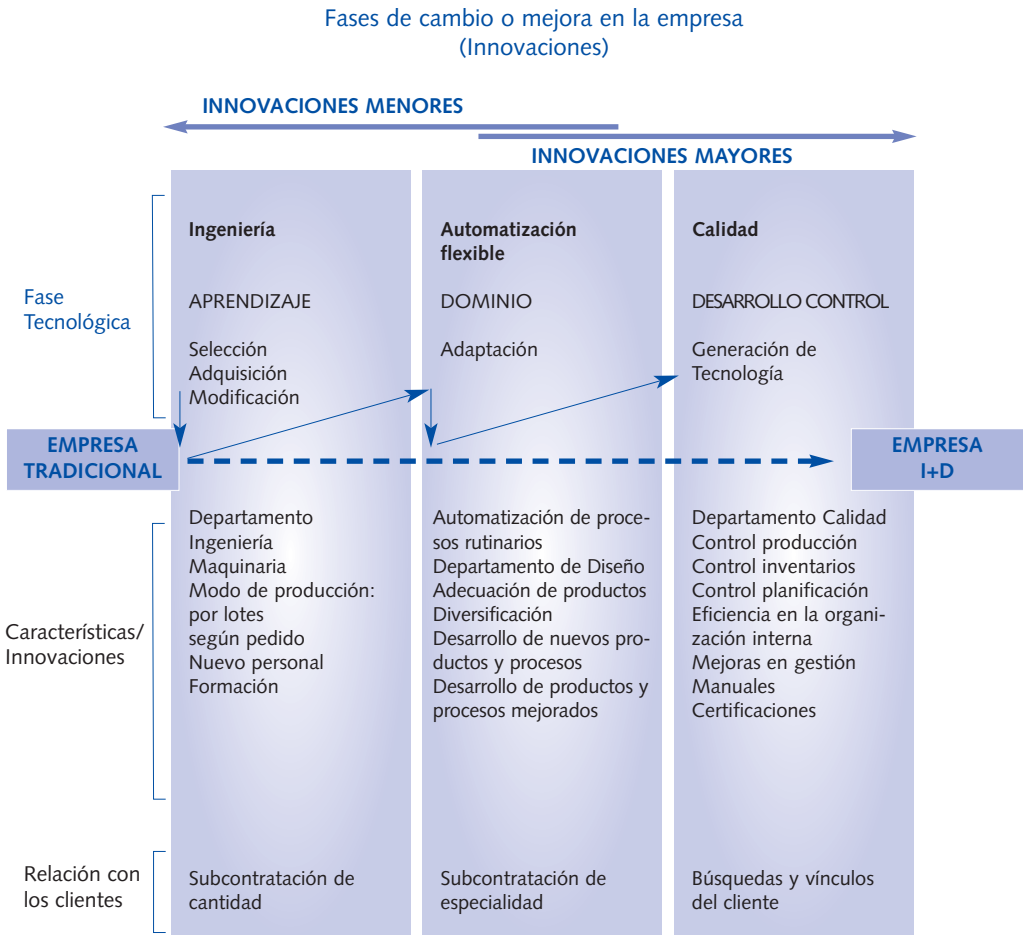 Fases de cambio o mejora en la empresa
(Innovaciones)
INNOVACIONES MENORES
INNOVACIONES MAYORES
Fase
Tecnológica
Ingeniería
APRENDIZAJE
Selección
Adquisición
Modificación
Automatización
flexible
DOMINIO
Adaptación
Calidad
DESARROLLO CONTROL
Generación de
Tecnología
EMPRESA
TRADICIONAL
EMPRESA
I+D
Características/
Innovaciones
Departamento
Ingeniería
Maquinaria
Modo de producción:
por lotes
según pedido
Nuevo personal
Formación
Automatización de proce-
sos rutinarios
Departamento de Diseño
Adecuación de productos
Diversificación
Desarrollo de nuevos pro-
ductos y procesos
Desarrollo de productos y
procesos mejorados
Departamento Calidad
Control producción
Control inventarios
Control planificación
Eficiencia en la organi-
zación interna
Mejoras en gestión
Manuales
Certificaciones
Relación con
los clientes
Subcontratación de
cantidad
Subcontratación de
especialidad
Búsquedas y vínculos
del cliente